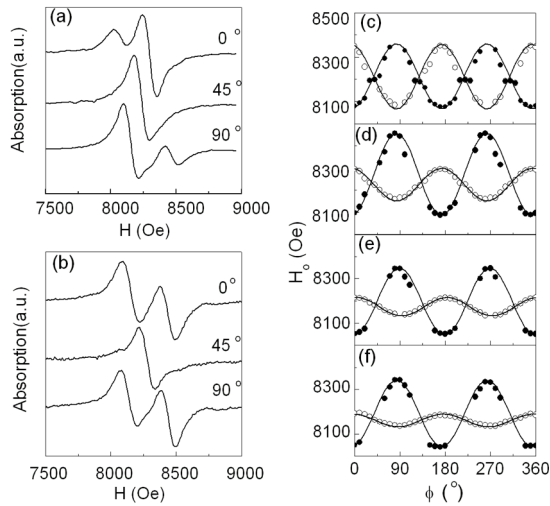 (a)
0 °
45 °
90 °
Absorption(a.u.)
7500 8000 8500 9000
H (Oe)
(b)
0 °
45 °
90 °
Absorption(a.u.)
7500 8000 8500 9000
H (Oe)
(c)
8500
8300
8100
(d)
8300
8100
(e)
8300
8100
(f)
8300
8100
H₀ (Oe)
0 90 180 270 360
ϕ (°)